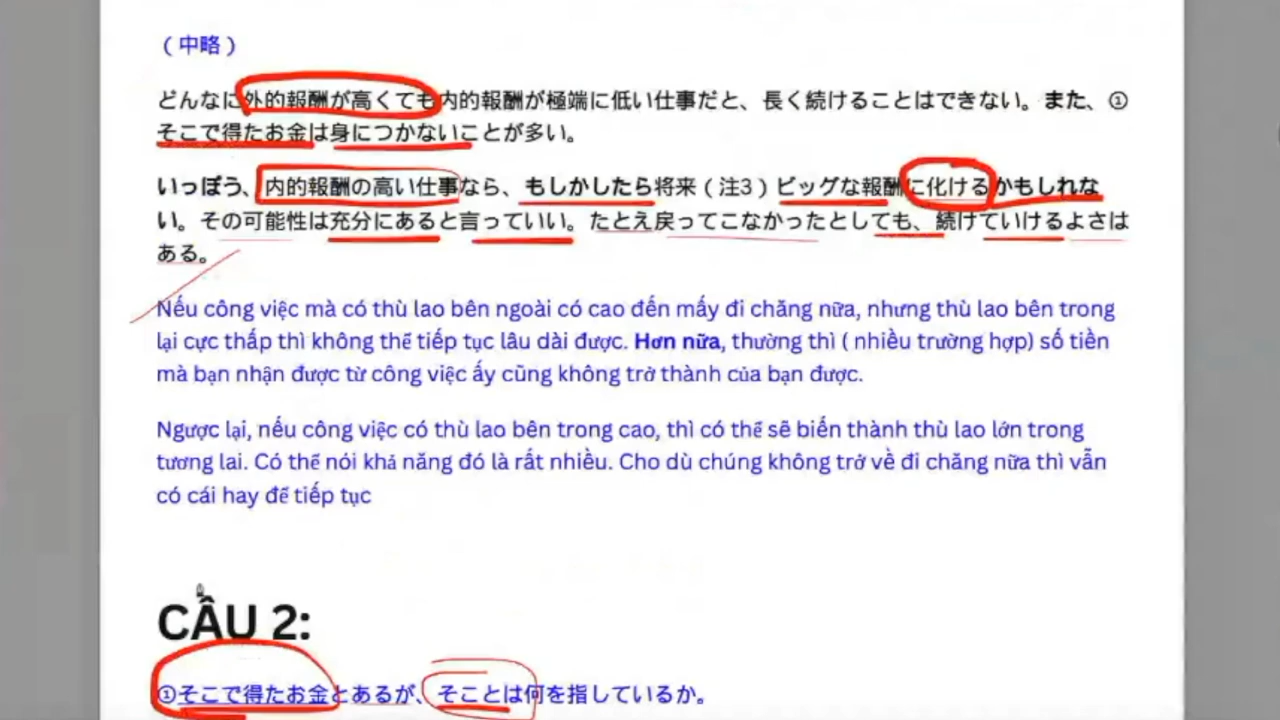 （中略）
どんなに外的報酬が高くても内的報酬が極端に低い仕事だと、長く続けることはできない。また、①
そこで得たお金は身につかないことが多い。
いっぽう、内的報酬の高い仕事なら、もしかしたら将来（注3）ビッグな報酬に化けるかもしれな
い。その可能性は充分にあると言っていい。たとえ戻ってこなかったとしても、続けていけるよさは
ある。
Nếu công việc mà có thù lao bên ngoài có cao đến mấy đi chăng nữa, nhưng thù lao bên trong
lại cực thấp thì không thể tiếp tục lâu dài được. Hơn nữa, thường thì ( nhiều trường hợp) số tiền
mà bạn nhận được từ công việc ấy cũng không trở thành của bạn được.
Ngược lại, nếu công việc có thù lao bên trong cao, thì có thể sẽ biến thành thù lao lớn trong
tương lai. Có thể nói khả năng đó là rất nhiều. Cho dù chúng không trở về đi chăng nữa thì vẫn
có cái hay để tiếp tục
CÂU 2:
①そこで得たお金とあるが、そことは何を指しているか。